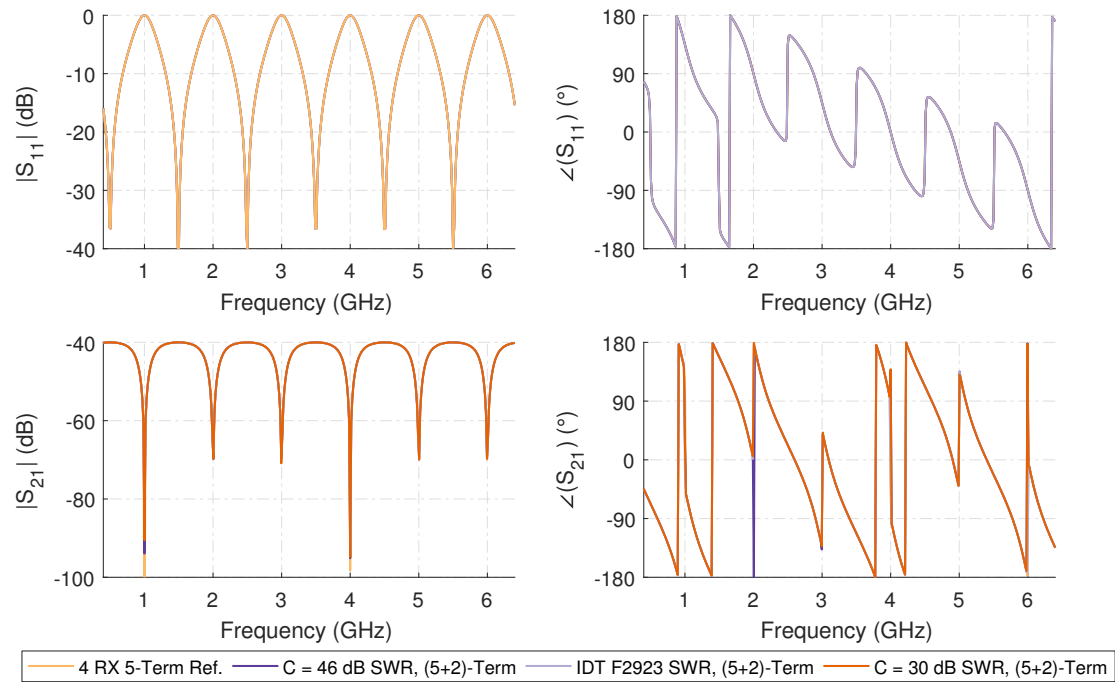 |S11| (dB)
0
-10
-20
-30
-40
1 2 3 4 5 6
Frequency (GHz)
∠(S11) (°)
180
90
0
-90
-180
1 2 3 4 5 6
Frequency (GHz)
|S21| (dB)
-40
-60
-80
-100
1 2 3 4 5 6
Frequency (GHz)
∠(S21) (°)
180
90
0
-90
-180
1 2 3 4 5 6
Frequency (GHz)
4 RX 5-Term Ref. C = 46 dB SWR, (5+2)-Term IDT F2923 SWR, (5+2)-Term C = 30 dB SWR, (5+2)-Term